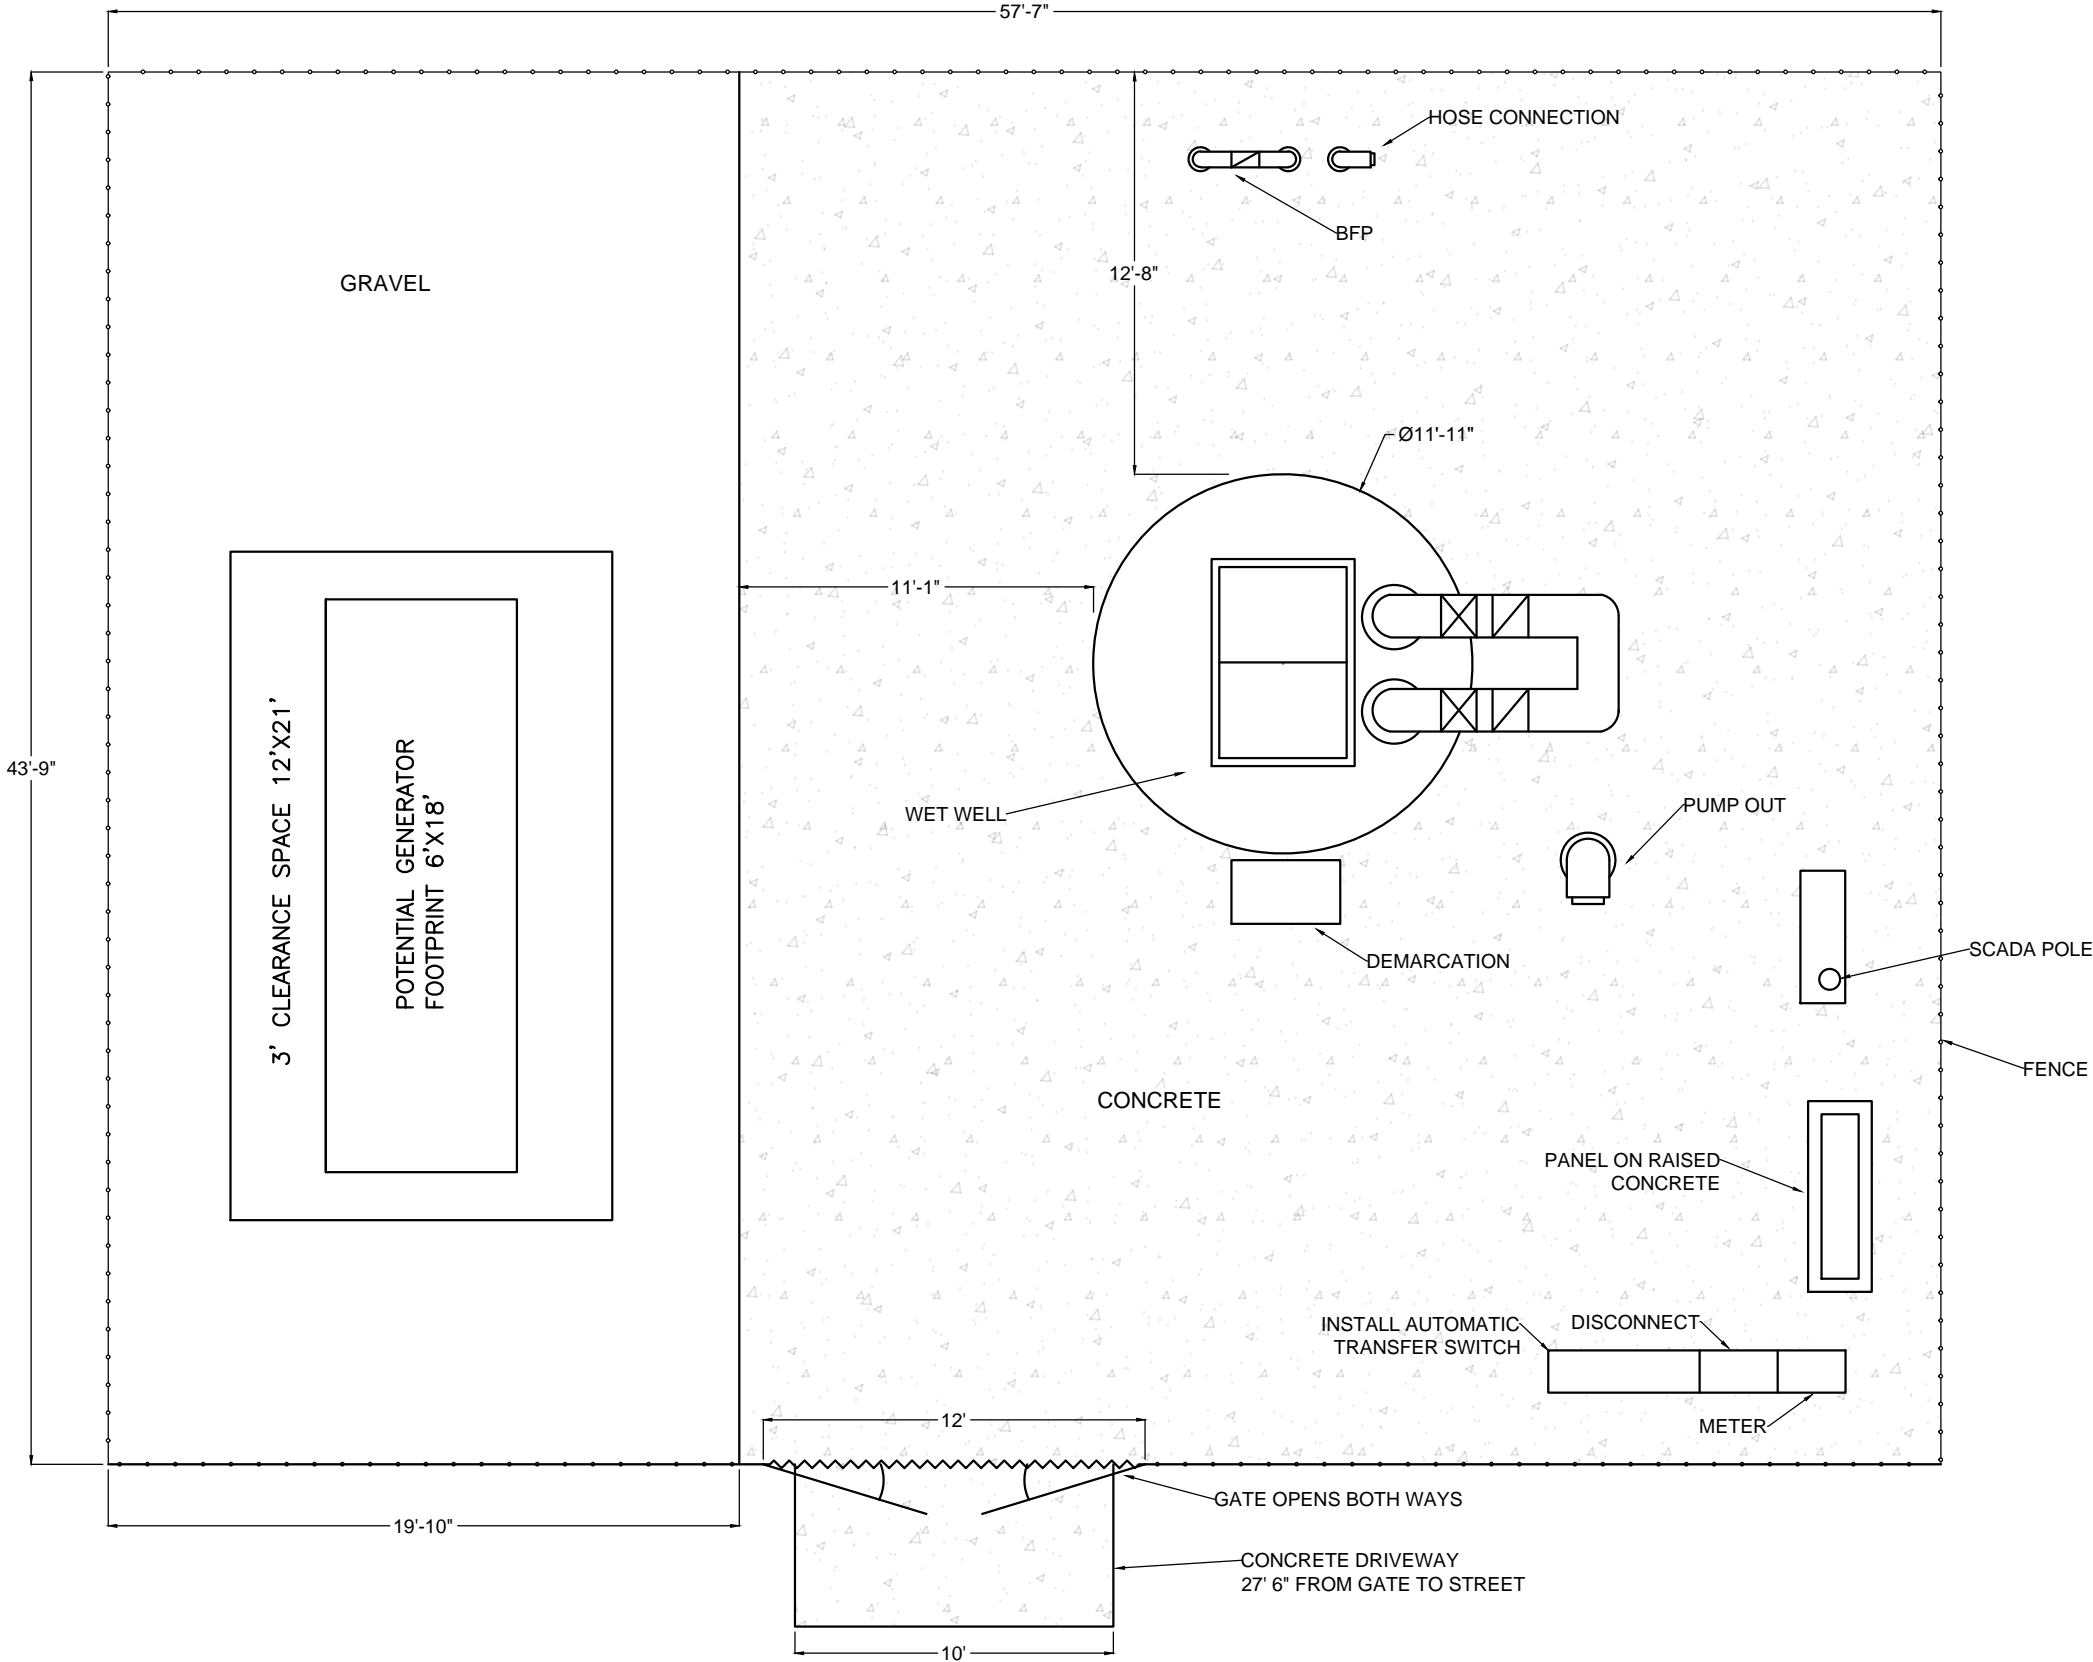 57'-7"
HOSE CONNECTION
BFP
12'-8"
GRAVEL
Ø11'-11"
11'-1"
43'-9"
3' CLEARANCE SPACE 12'X21'
POTENTIAL GENERATOR
FOOTPRINT 6'X18'
WET WELL
PUMP OUT
DEMARCATION
SCADA POLE
FENCE
CONCRETE
PANEL ON RAISED
CONCRETE
INSTALL AUTOMATIC
TRANSFER SWITCH
DISCONNECT
METER
12'
GATE OPENS BOTH WAYS
19'-10"
CONCRETE DRIVEWAY
27' 6" FROM GATE TO STREET
10'